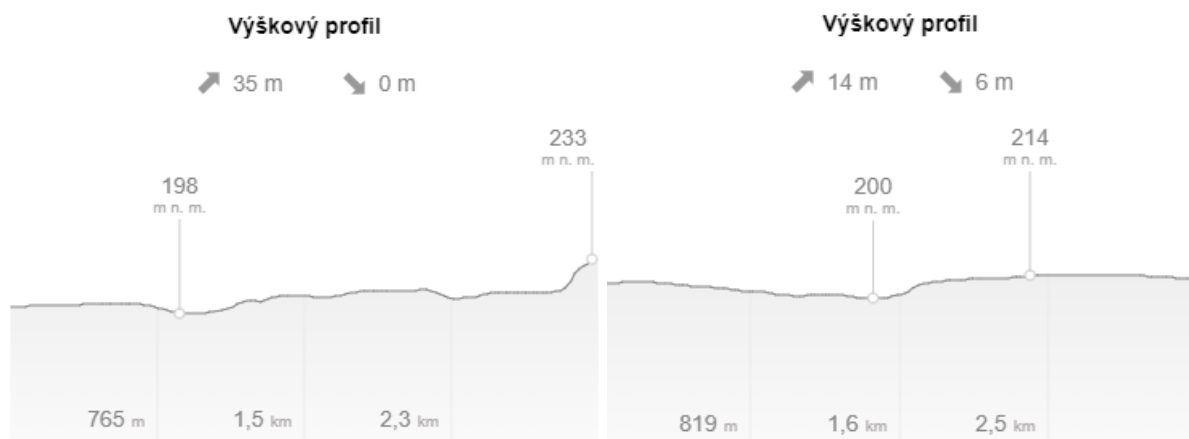 Výškový profil
35 m 0 m
233
m n. m.
198
m n. m.
765 m 1,5 km 2,3 km
Výškový profil
14 m 6 m
214
m n. m.
200
m n. m.
819 m 1,6 km 2,5 km